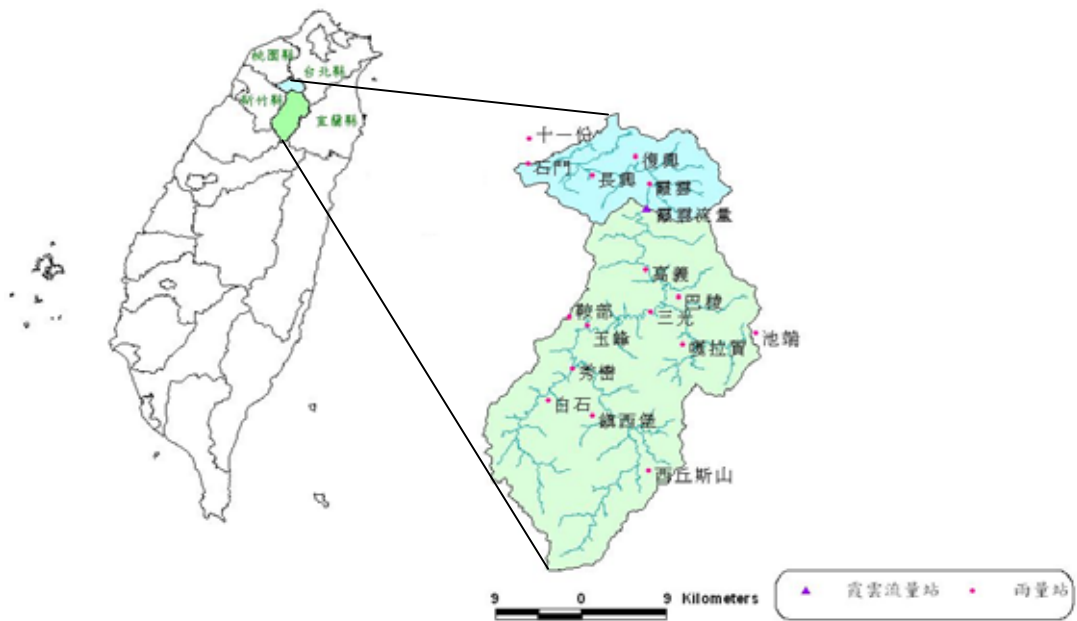 桃園縣
台北縣
新竹縣
宜蘭縣
十一份
石門
復興
長興
霞雲
霞雲流量
高義
巴稜
三光
鞍部
玉峰
池端
嘎拉賀
秀巒
白石
鎮西堡
西丘斯山
9 0 9 Kilometers
霞雲流量站
雨量站